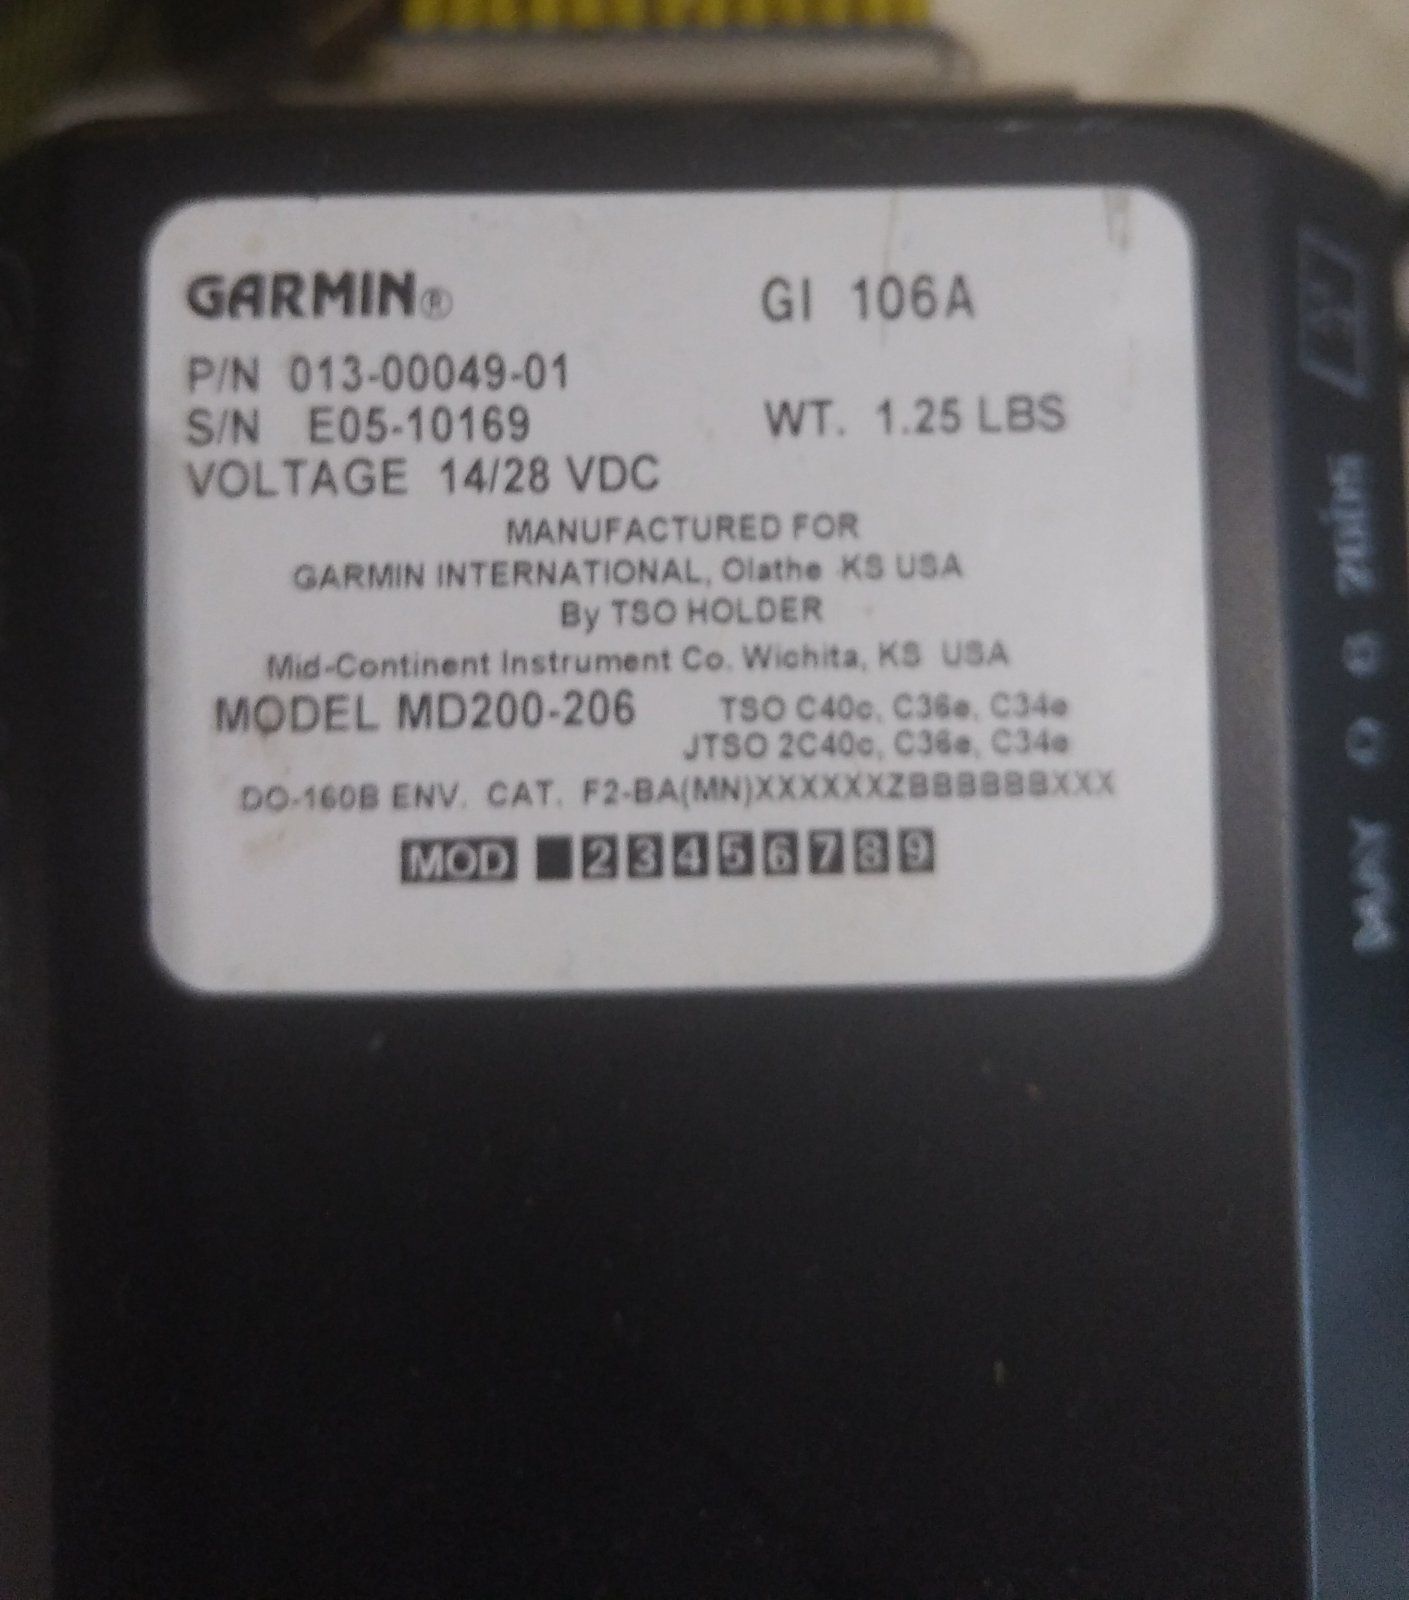 GARMIN® GI 106A
P/N 013-00049-01
S/N E05-10169 WT. 1.25 LBS
VOLTAGE 14/28 VDC
MANUFACTURED FOR
GARMIN INTERNATIONAL, Olathe KS USA
By TSO HOLDER
Mid-Continent Instrument Co. Wichita, KS USA
MODEL MD200-206 TSO C40c, C36e, C34e
JTSO 2C40c, C36e, C34e
DO-160B ENV. CAT. F2-BA(MN)XXXXXXZBBBBBBXXX
MOD 2 3 4 5 6 7 8 9
MAY 0 6